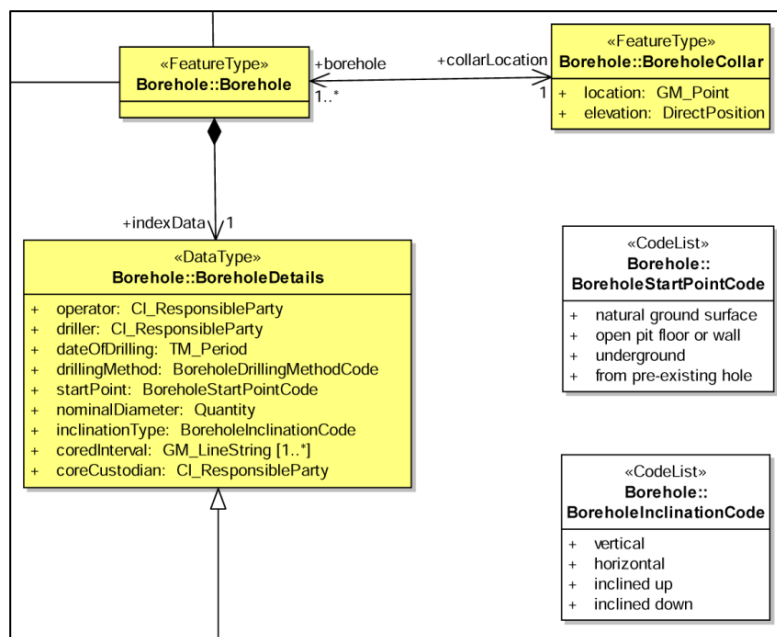 «FeatureType»
Borehole::Borehole
+borehole
1..*
+collarLocation
1
«FeatureType»
Borehole::BoreholeCollar
+ location: GM_Point
+ elevation: DirectPosition
+indexData
1
«DataType»
Borehole::BoreholeDetails
+ operator: CI_ResponsibleParty
+ driller: CI_ResponsibleParty
+ dateOfDrilling: TM_Period
+ drillingMethod: BoreholeDrillingMethodCode
+ startPoint: BoreholeStartPointCode
+ nominalDiameter: Quantity
+ inclinationType: BoreholeInclinationCode
+ coredInterval: GM_LineString [1..*]
+ coreCustodian: CI_ResponsibleParty
«CodeList»
Borehole::
BoreholeStartPointCode
+ natural ground surface
+ open pit floor or wall
+ underground
+ from pre-existing hole
«CodeList»
Borehole::
BoreholeInclinationCode
+ vertical
+ horizontal
+ inclined up
+ inclined down